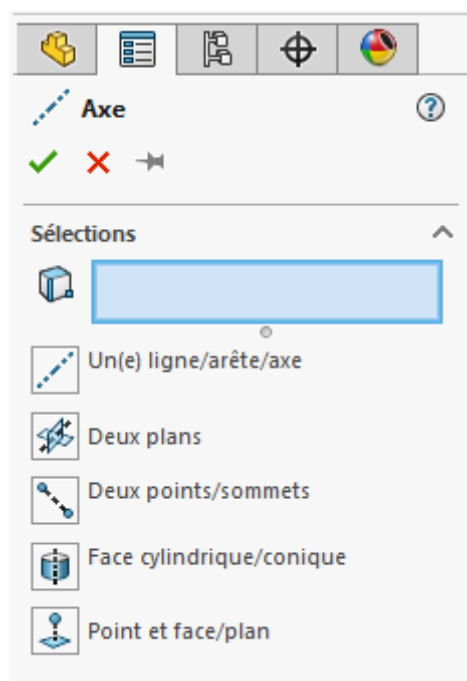 Axe
Sélections
Un(e) ligne/arête/axe
Deux plans
Deux points/sommets
Face cylindrique/conique
Point et face/plan